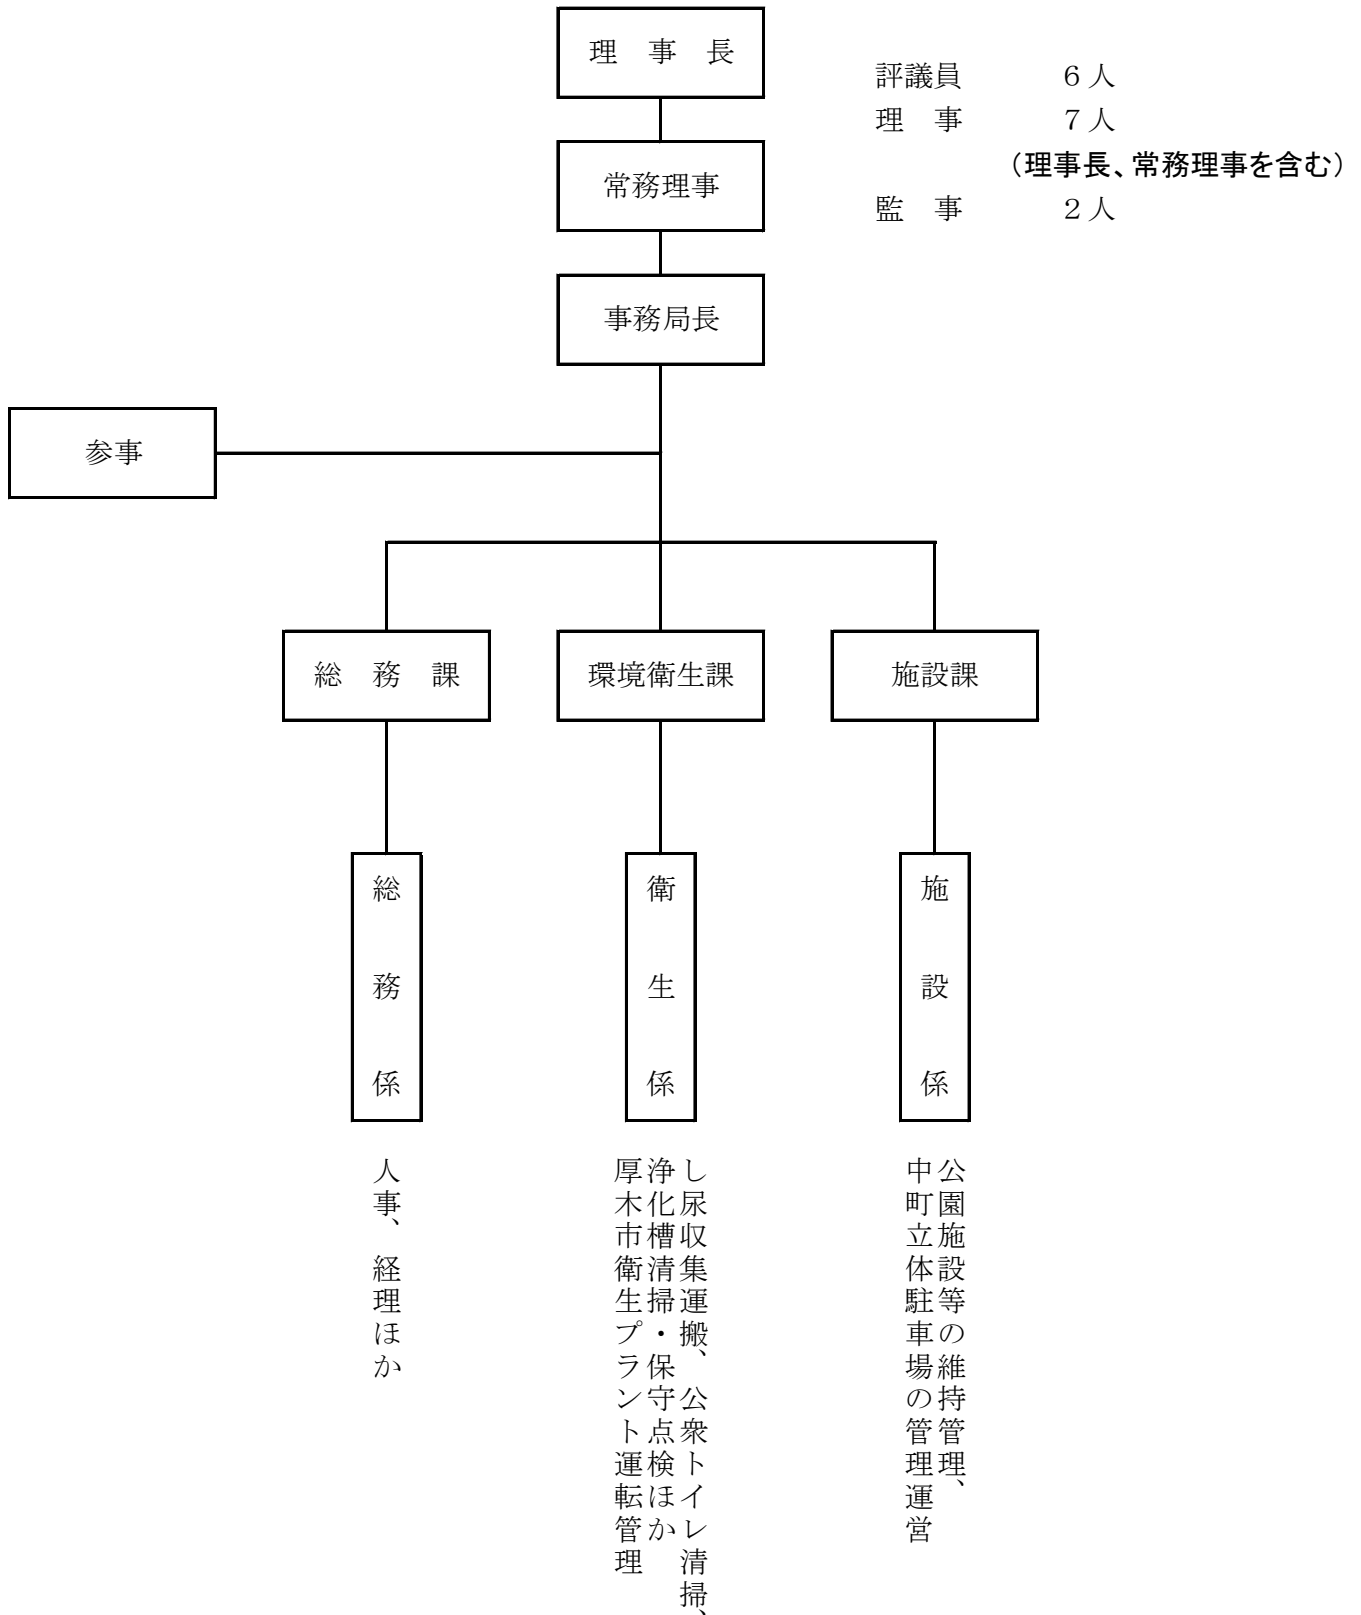 理　事　長
評議員　６人
理　事　７人
（理事長、常務理事を含む）
監　事　２人
常務理事
事務局長
参事
総　務　課
環境衛生課
施設課
総務係
衛生係
施設係
人事、経理ほか
し尿収集運搬、公衆トイレ清掃、
浄化槽清掃・保守点検ほか
厚木市衛生プラント運転管理
公園施設等の維持管理、
中町立体駐車場の管理運営